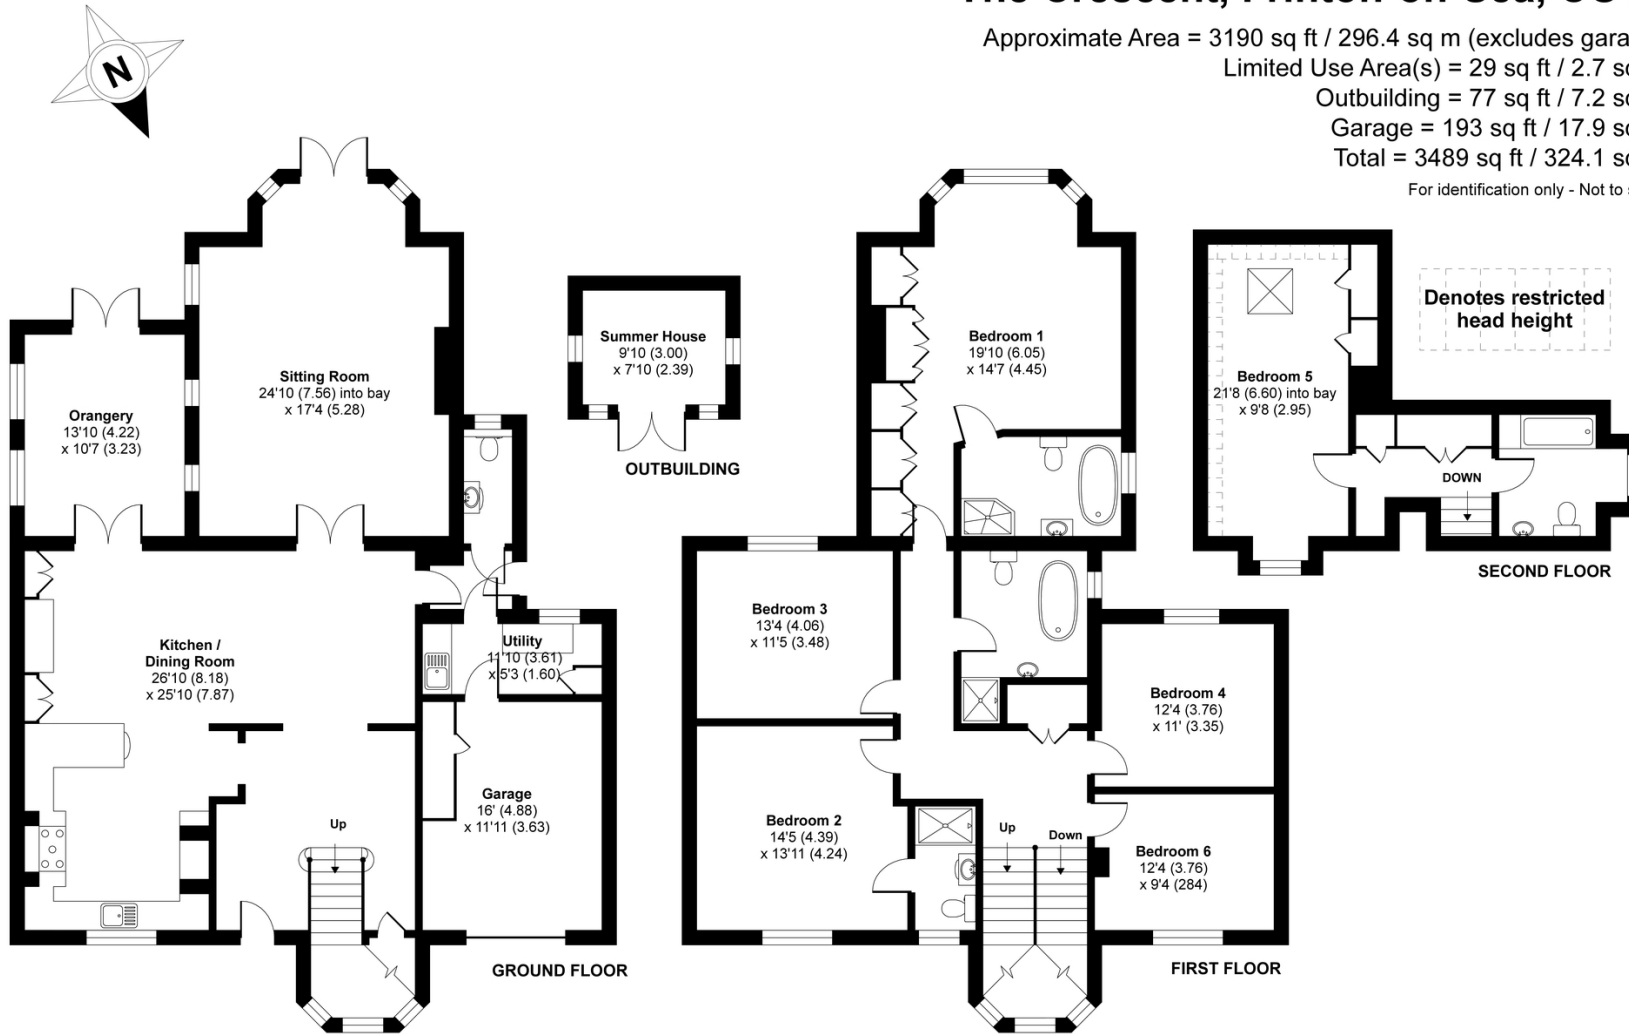 N
Approximate Area = 3190 sq ft / 296.4 sq m (excludes
Limited Use Area(s) = 29 sq ft / 2.7
Outbuilding = 77 sq ft / 7.2
Garage = 193 sq ft / 17.9
Total = 3489 sq ft / 324.1
For identification only - Not to
Orangery
13'10 (4.22)
x 10'7 (3.23)
Sitting Room
24'10 (7.56) into bay
x 17'4 (5.28)
Summer House
9'10 (3.00)
x 7'10 (2.39)
OUTBUILDING
Kitchen /
Dining Room
26'10 (8.18)
x 25'10 (7.87)
Utility
11'10 (3.61)
x 5'3 (1.60)
Garage
16' (4.88)
x 11'11 (3.63)
Up
GROUND FLOOR
Bedroom 1
19'10 (6.05)
x 14'7 (4.45)
Bedroom 3
13'4 (4.06)
x 11'5 (3.48)
Bedroom 4
12'4 (3.76)
x 11' (3.35)
Bedroom 2
14'5 (4.39)
x 13'11 (4.24)
Up
Down
Bedroom 6
12'4 (3.76)
x 9'4 (284)
FIRST FLOOR
Bedroom 5
21'8 (6.60) into bay
x 9'8 (2.95)
Denotes restricted
head height
DOWN
SECOND FLOOR